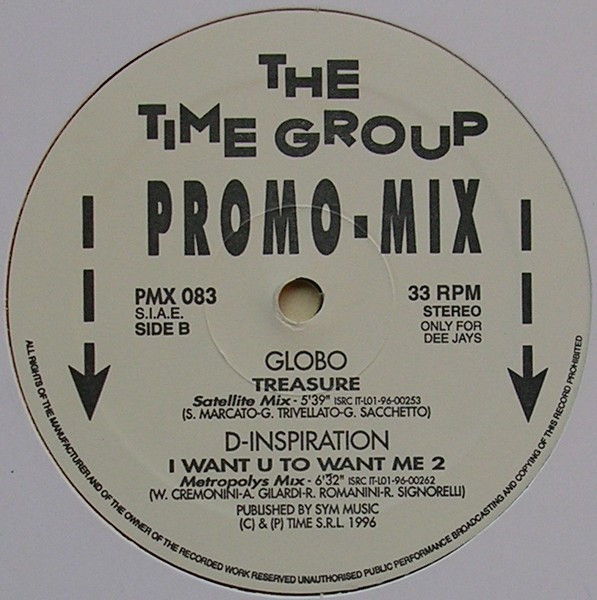 THE
TIME GROUP
PROMO-MIX
PMX 083
S.I.A.E.
SIDE B
33 RPM
STEREO
ONLY FOR
DEE JAYS
GLOBO
TREASURE
Satellite Mix - 5'39" ISRC IT-L01-96-00253
(S. MARCATO-G. TRIVELLATO-G. SACCHETTO)
D-INSPIRATION
I WANT U TO WANT ME 2
Metropolys Mix - 6'32" ISRC IT-L01-96-00262
(W. CREMONINI-A. GILARDI-R. ROMANINI-R. SIGNORELLI)
PUBLISHED BY SYM MUSIC
(C) & (P) TIME S.R.L. 1996
ALL RIGHTS OF THE MANUFACTURER AND OF THE OWNER OF THE RECORDED WORK RESERVED UNAUTHORISED PUBLIC PERFORMANCE BROADCASTING AND COPYING OF THIS RECORD PROHIBITED